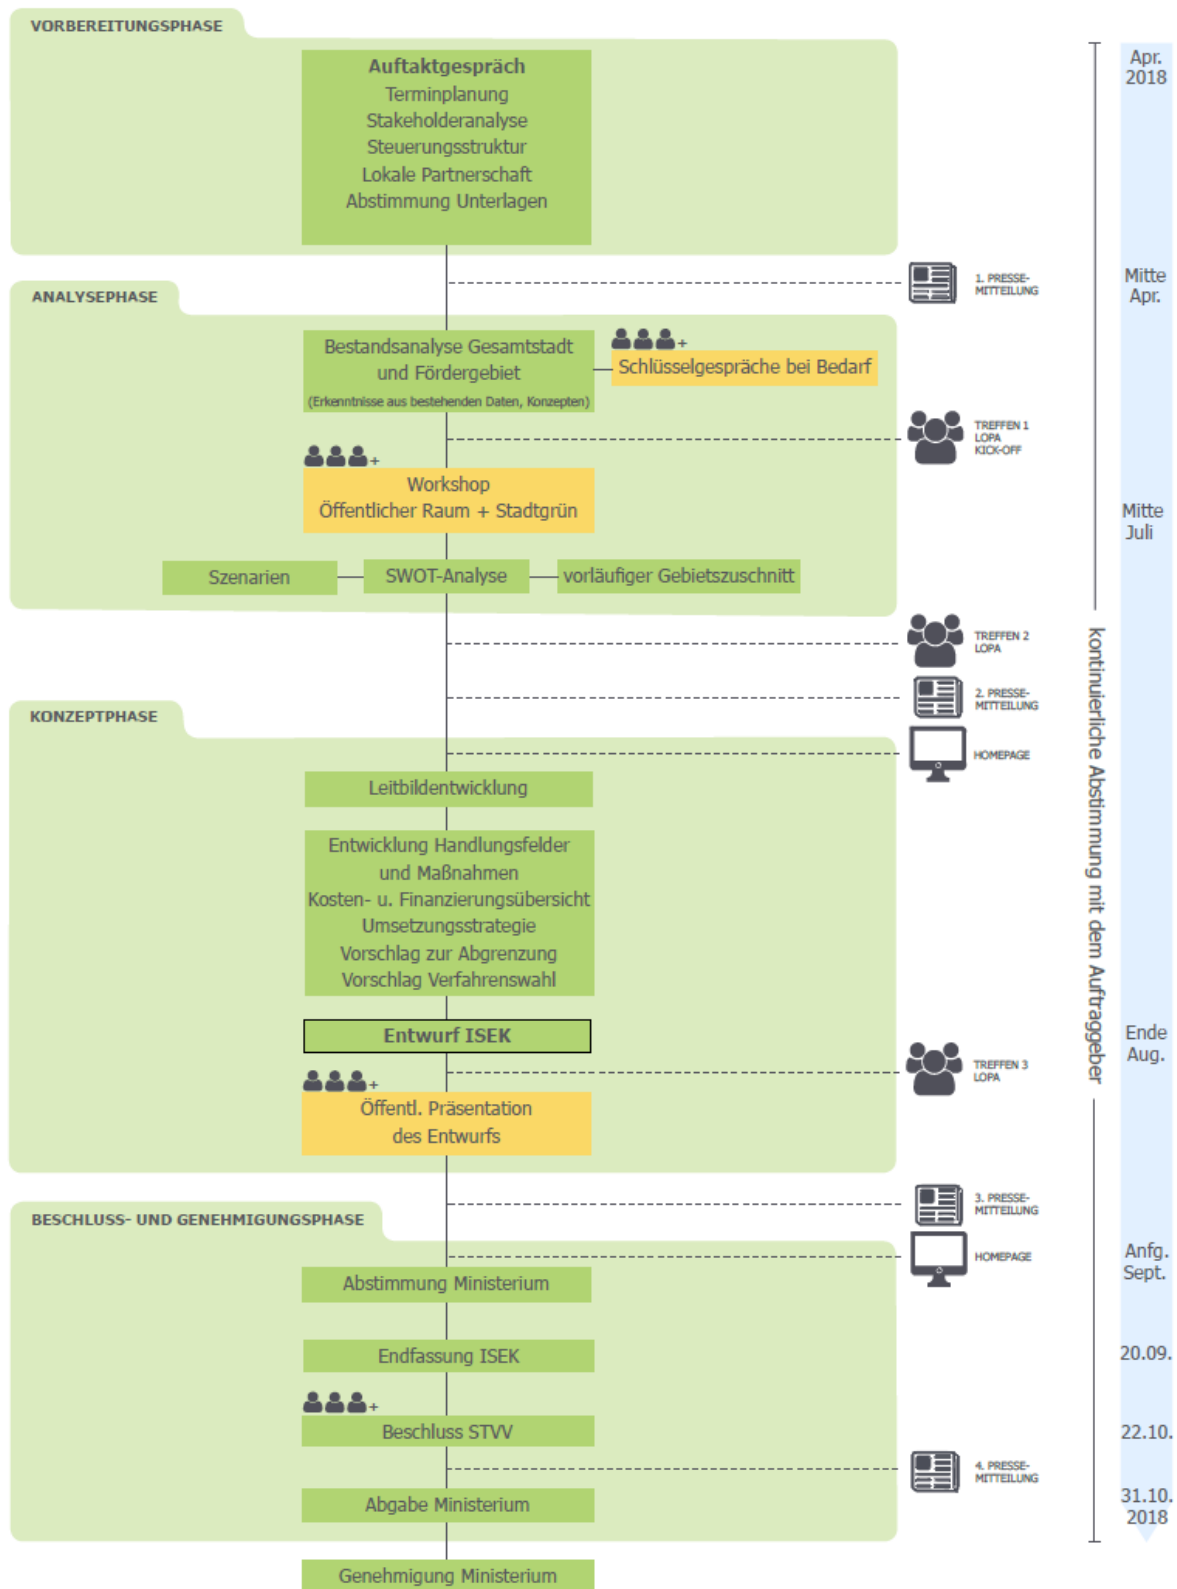 VORBEREITUNGSPHASE
Auftaktgespräch
Terminplanung
Stakeholderanalyse
Steuerungsstruktur
Lokale Partnerschaft
Abstimmung Unterlagen
Apr.
2018
1. PRESSE-
MITTEILUNG
Mitte
Apr.
ANALYSEPHASE
Bestandsanalyse Gesamtstadt
und Fördergebiet
(Erkenntnisse aus bestehenden Daten, Konzepten)
+
Schlüsselgespräche bei Bedarf
TREFFEN 1
LOPA
KICK-OFF
+
Workshop
Öffentlicher Raum + Stadtgrün
Mitte
Juli
Szenarien
SWOT-Analyse
vorläufiger Gebietszuschnitt
TREFFEN 2
LOPA
kontinuierliche Abstimmung mit dem Auftraggeber
2. PRESSE-
MITTEILUNG
KONZEPTPHASE
HOMEPAGE
Leitbildentwicklung
Entwicklung Handlungsfelder
und Maßnahmen
Kosten- u. Finanzierungsübersicht
Umsetzungsstrategie
Vorschlag zur Abgrenzung
Vorschlag Verfahrenswahl
Entwurf ISEK
Ende
Aug.
TREFFEN 3
LOPA
+
Öffentl. Präsentation
des Entwurfs
3. PRESSE-
MITTEILUNG
BESCHLUSS- UND GENEHMIGUNGSPHASE
HOMEPAGE
Anfg.
Sept.
Abstimmung Ministerium
Endfassung ISEK
20.09.
+
Beschluss STVV
22.10.
4. PRESSE-
MITTEILUNG
Abgabe Ministerium
31.10.
2018
Genehmigung Ministerium